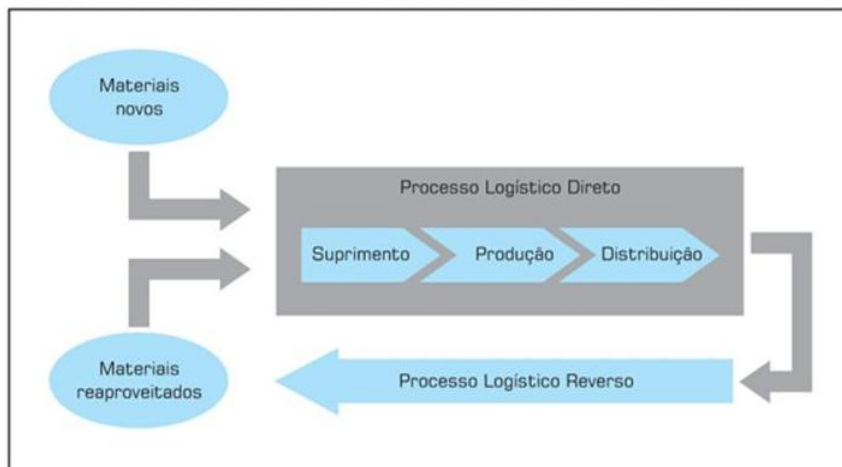 Materiais
novos
Processo Logístico Direto
Suprimento
Produção
Distribuição
Materiais
reaproveitados
Processo Logístico Reverso